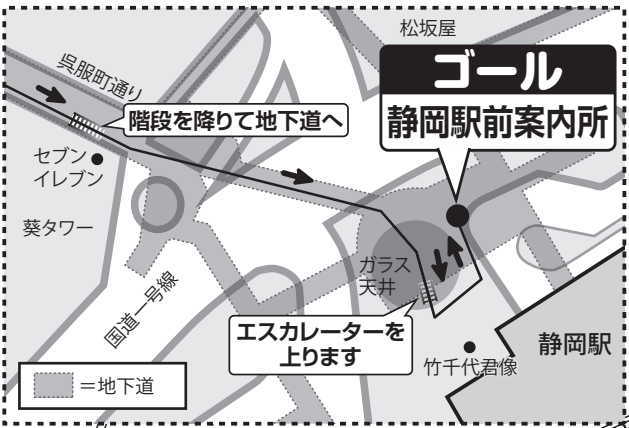 松坂屋
ゴール
静岡駅前案内所
呉服町通り
階段を降りて地下道へ
セブン
イレブン
葵タワー
国道一号線
ガラス
天井
エスカレーターを
上ります
竹千代君像
静岡駅
＝地下道